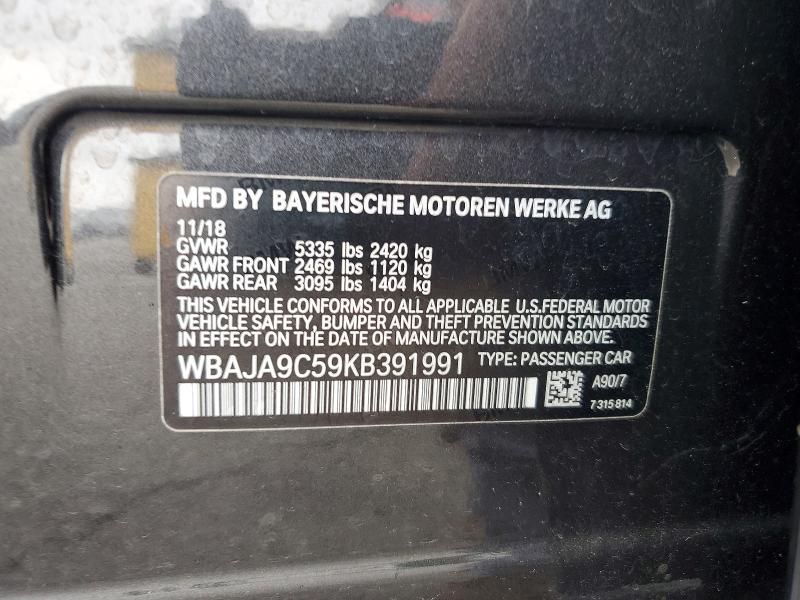 MFD BY BAYERISCHE MOTOREN WERKE AG
11/18
GVWR 5335 lbs 2420 kg
GAWR FRONT 2469 lbs 1120 kg
GAWR REAR 3095 lbs 1404 kg
THIS VEHICLE CONFORMS TO ALL APPLICABLE U.S.FEDERAL MOTOR
VEHICLE SAFETY, BUMPER AND THEFT PREVENTION STANDARDS
IN EFFECT ON THE DATE OF MANUFACTURE SHOWN ABOVE.
WBAJA9C59KB391991 TYPE: PASSENGER CAR
A90/7
7 315 814